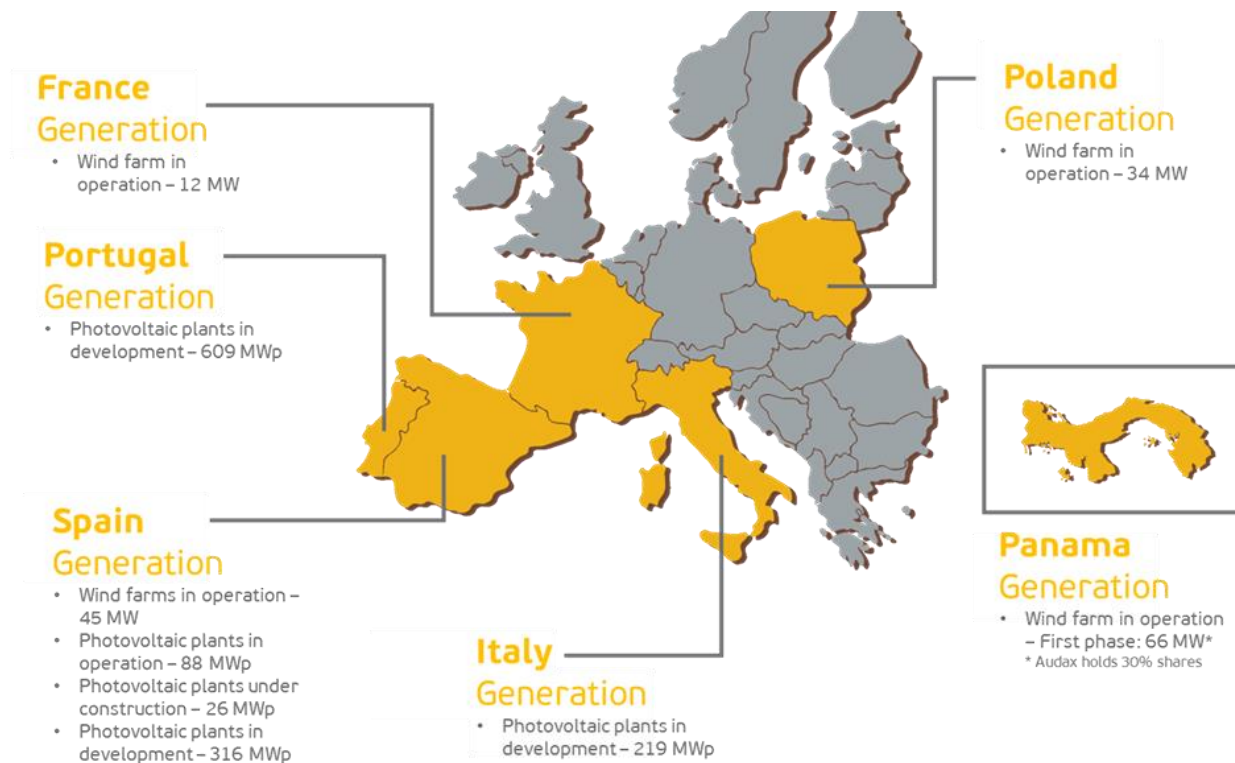 France
Generation
• Wind farm in
operation – 12 MW
Portugal
Generation
• Photovoltaic plants in
development – 609 MWp
Spain
Generation
• Wind farms in operation –
45 MW
• Photovoltaic plants in
operation – 88 MWp
• Photovoltaic plants under
construction – 26 MWp
• Photovoltaic plants in
development – 316 MWp
Italy
Generation
• Photovoltaic plants in
development – 219 MWp
Poland
Generation
• Wind farm in
operation – 34 MW
Panama
Generation
• Wind farm in operation
– First phase: 66 MW*
* Audax holds 30% shares